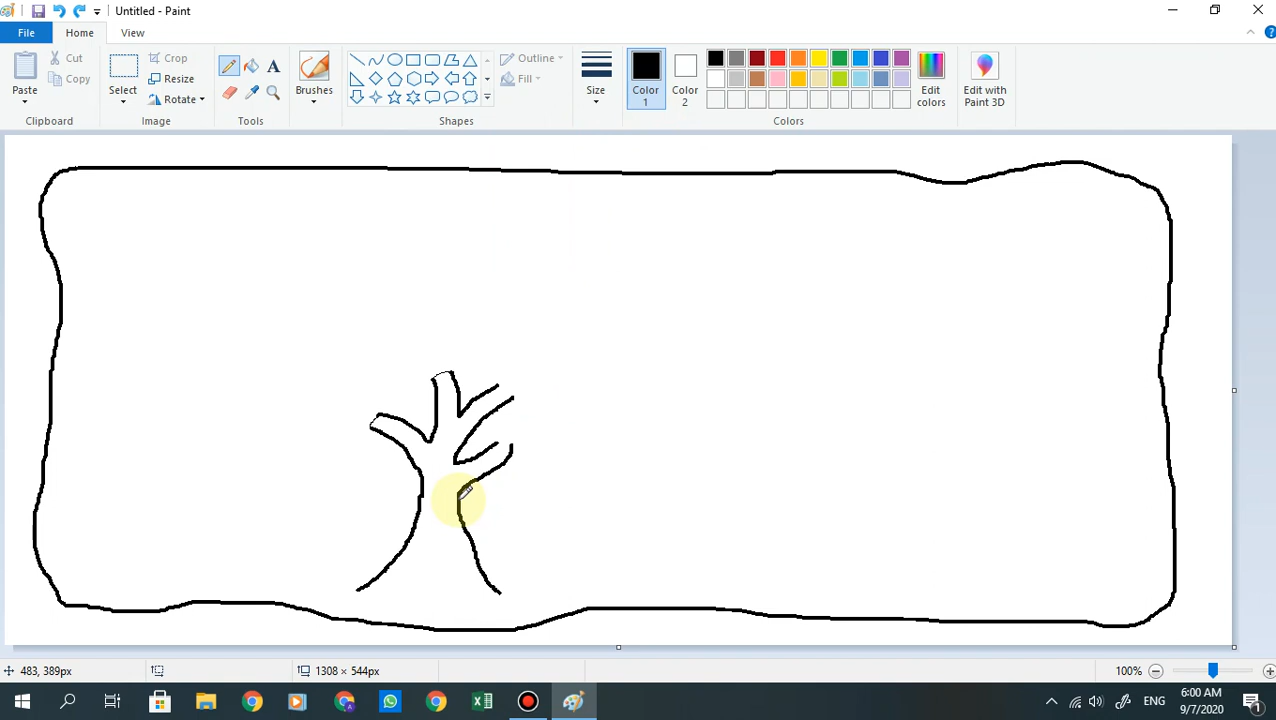 Untitled - Paint
File Home View
Paste
Cut
Copy
Clipboard
Select
Crop
Resize
Rotate
Image
A
Tools
Brushes
Outline
Fill
Shapes
Size
Color 1
Color 2
Edit colors
Colors
Edit with Paint 3D
483, 389px
1308 × 544px
100%
ENG
6:00 AM
9/7/2020
1